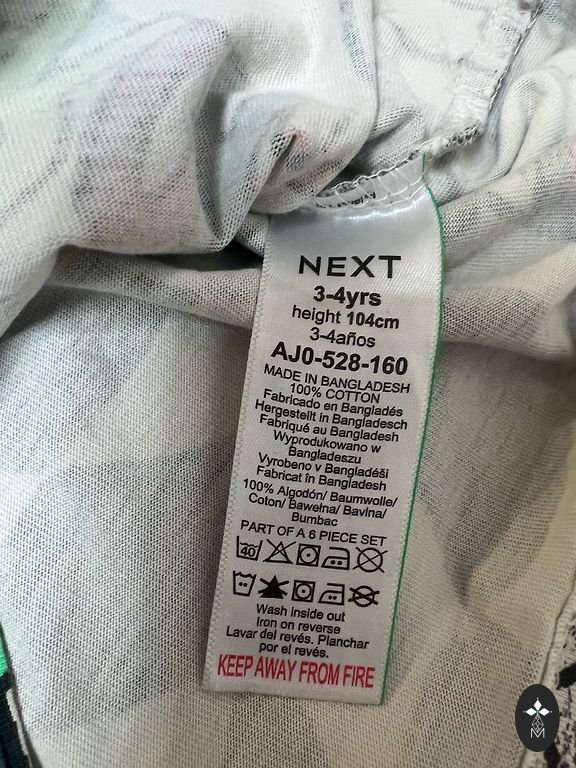 NEXT
3-4yrs
height 104cm
3-4años
AJ0-528-160
MADE IN BANGLADESH
100% COTTON
Fabricado en Bangladés
Hergestellt in Bangladesch
Fabriqué au Bangladesh
Wyprodukowano w
Bangladeszu
Vyrobeno v Bangladéši
Fabricat în Bangladesh
100% Algodón/ Baumwolle/
Coton/ Bawełna/ Bavlna/
Bumbac
PART OF A 6 PIECE SET
40
Wash inside out
Iron on reverse
Lavar del revés. Planchar
por el revés.
KEEP AWAY FROM FIRE
M